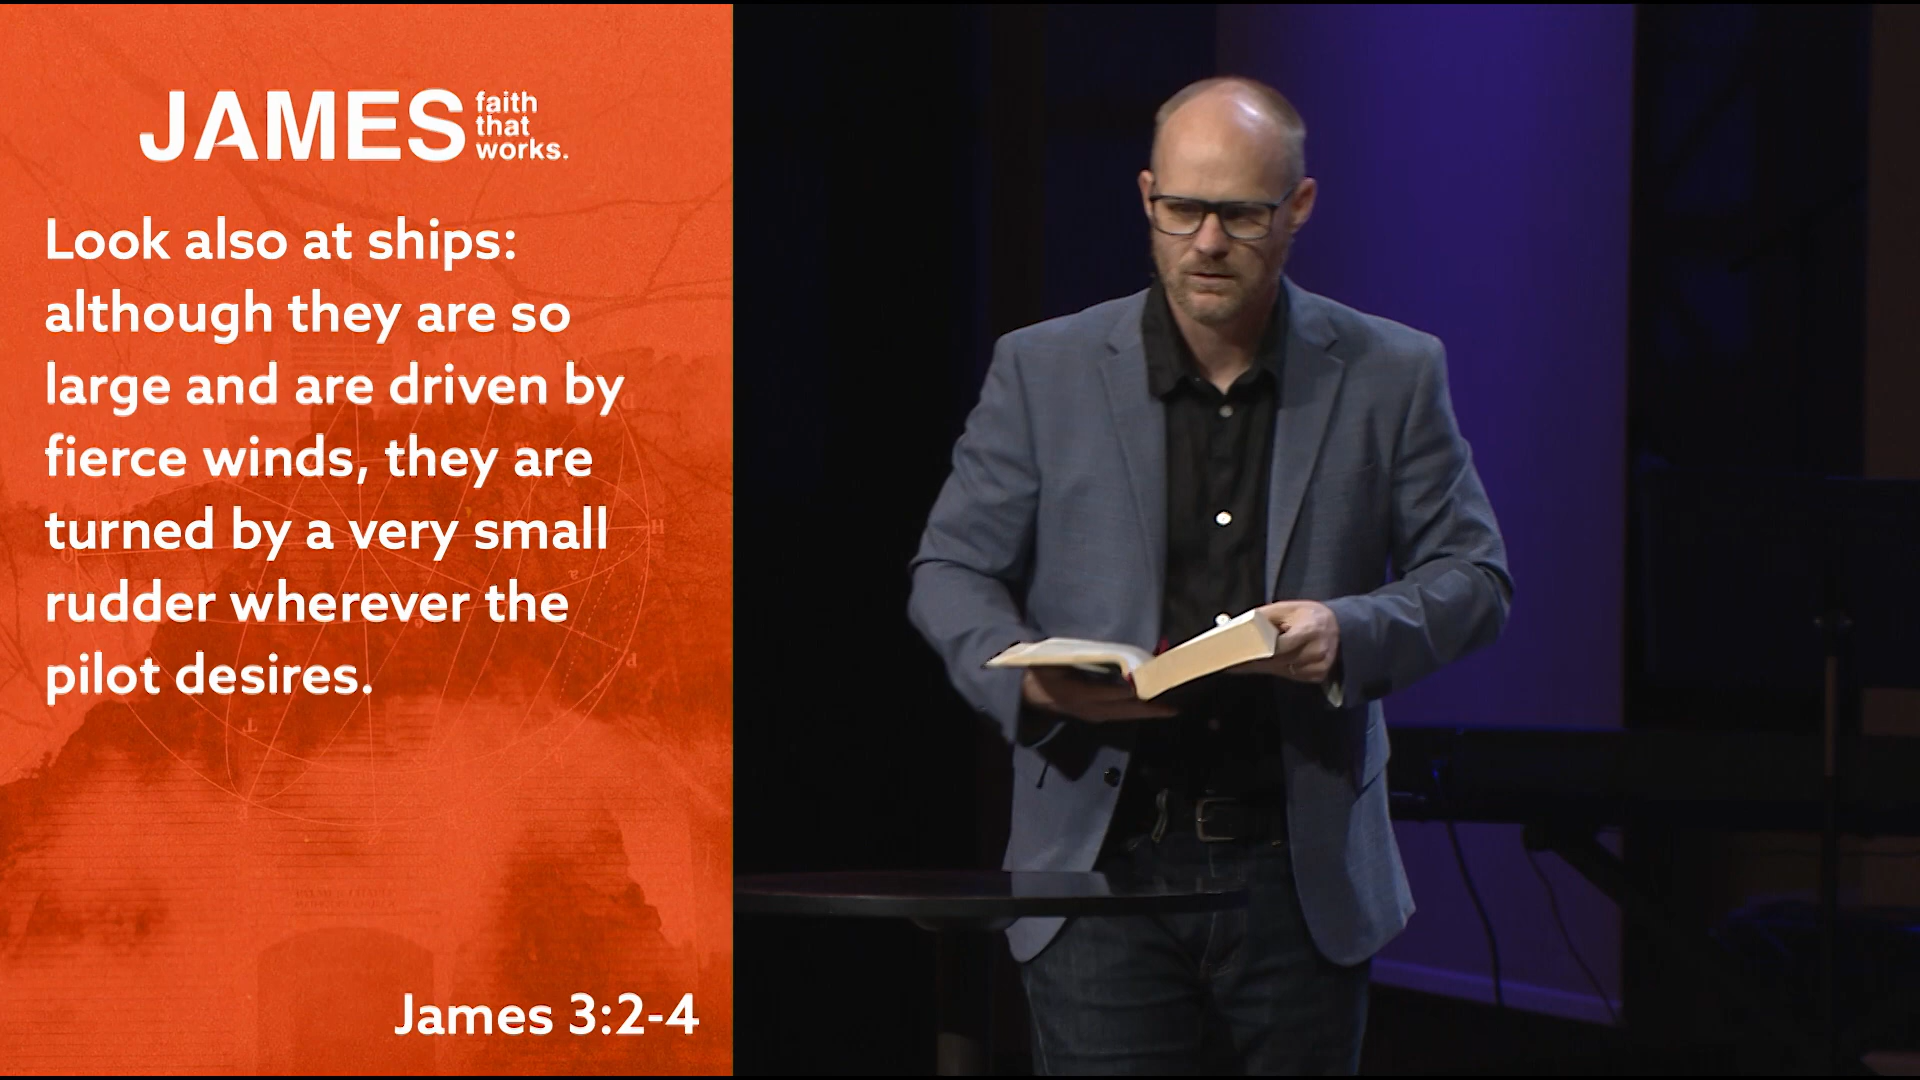 JAMES
faith
that
works.
Look also at ships:
although they are so
large and are driven by
fierce winds, they are
turned by a very small
rudder wherever the
pilot desires.
James 3:2-4